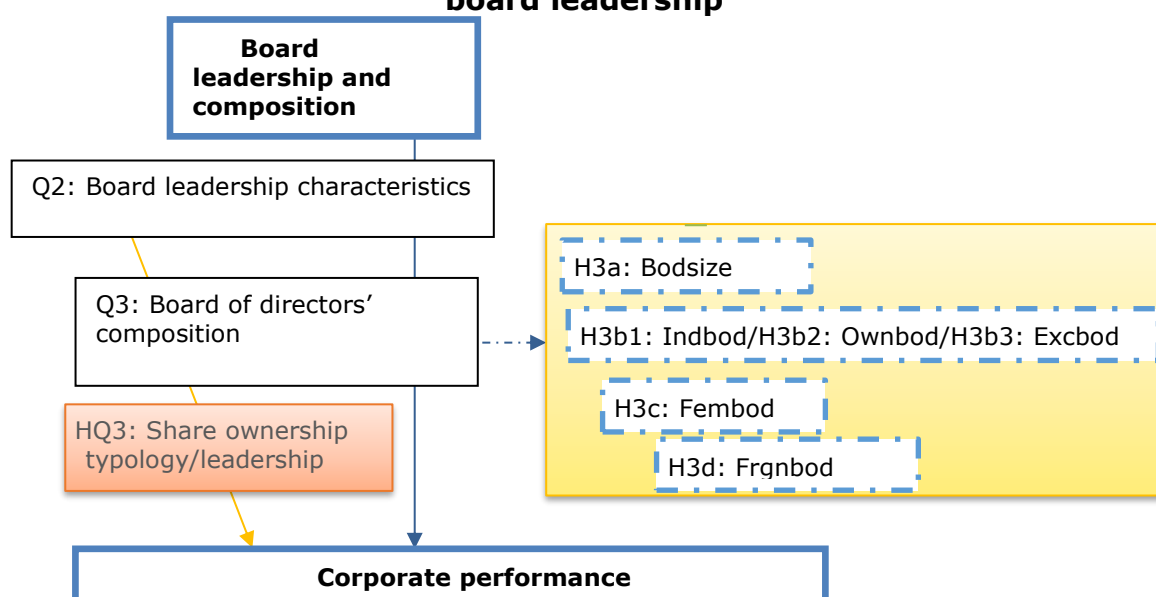 board leadership
Board
leadership and
composition
Q2: Board leadership characteristics
Q3: Board of directors’
composition
HQ3: Share ownership
typology/leadership
H3a: Bodsize
H3b1: Indbod/H3b2: Ownbod/H3b3: Excbod
H3c: Fembod
H3d: Frgnbod
Corporate performance